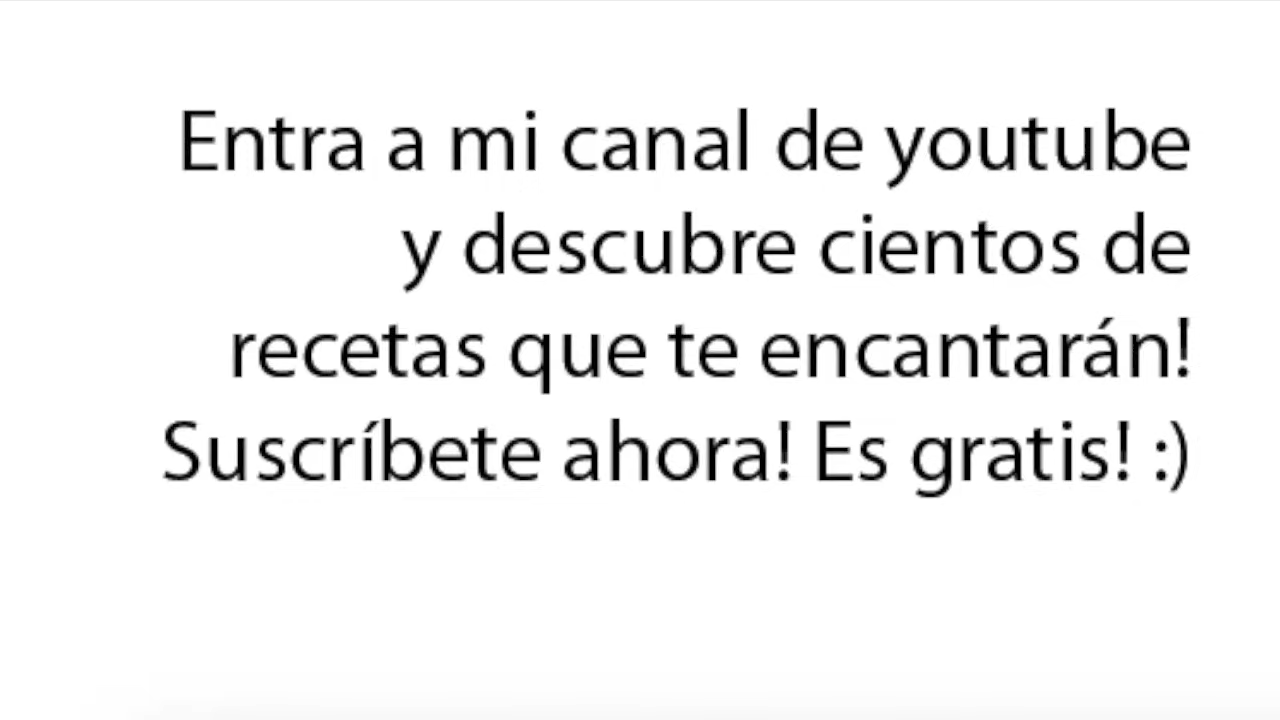 Entra a mi canal de youtube
y descubre cientos de
recetas que te encantarán!
Suscríbete ahora! Es gratis! :)